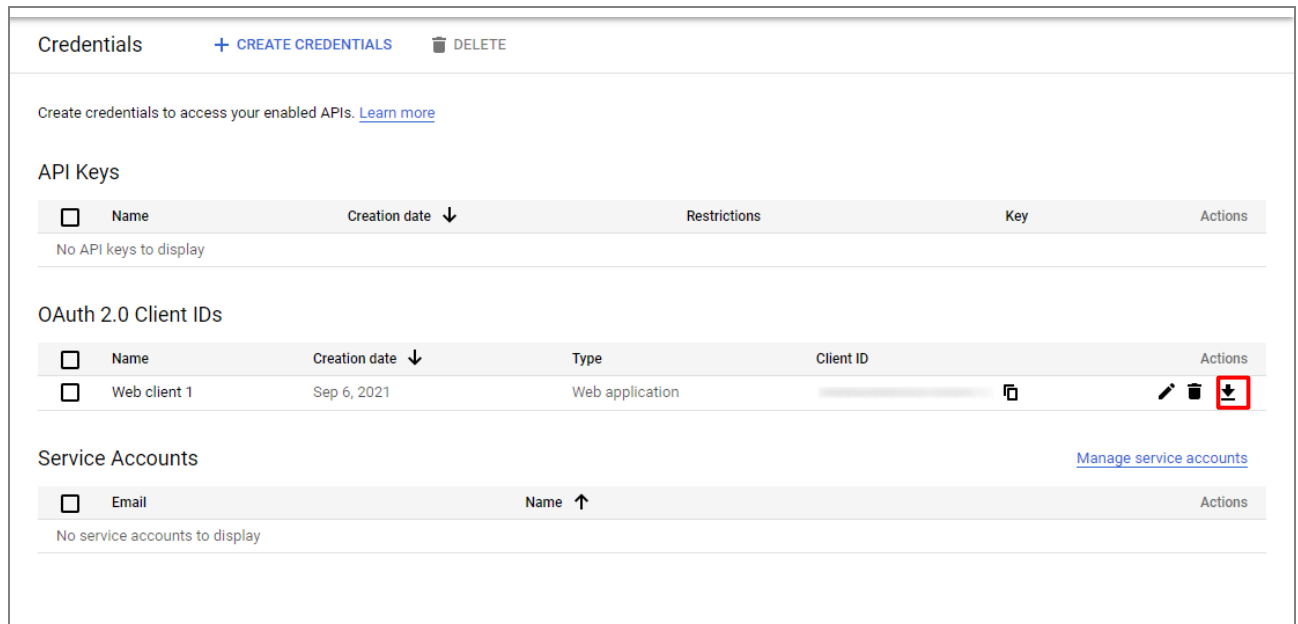 Credentials + CREATE CREDENTIALS DELETE
Create credentials to access your enabled APIs. Learn more
API Keys
Name Creation date Restrictions Key Actions
No API keys to display
OAuth 2.0 Client IDs
Name Creation date Type Client ID Actions
Web client 1 Sep 6, 2021 Web application
Service Accounts Manage service accounts
Email Name Actions
No service accounts to display